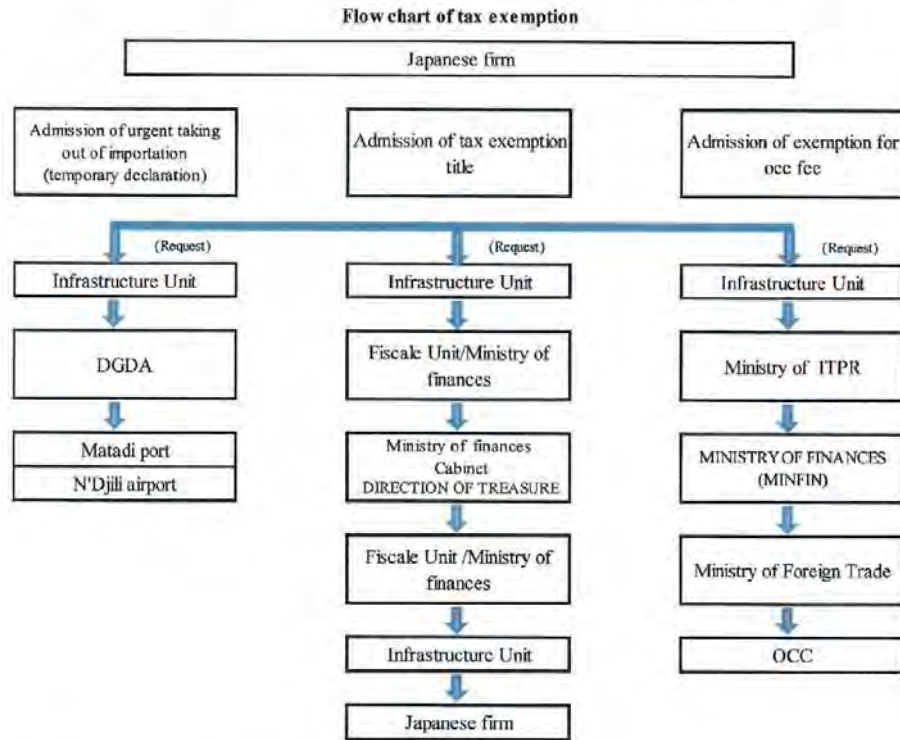 Flow chart of tax exemption
Japanese firm
Admission of urgent taking
out of importation
(temporary declaration)
Admission of tax exemption
title
Admission of exemption for
occ fee
(Request)
(Request)
(Request)
Infrastructure Unit
DGDA
Matadi port
N'Djili airport
Infrastructure Unit
Fiscale Unit/Ministry of
finances
Ministry of finances
Cabinet
DIRECTION OF TREASURE
Fiscale Unit /Ministry of
finances
Infrastructure Unit
Japanese firm
Infrastructure Unit
Ministry of ITPR
MINISTRY OF FINANCES
(MINFIN)
Ministry of Foreign Trade
OCC